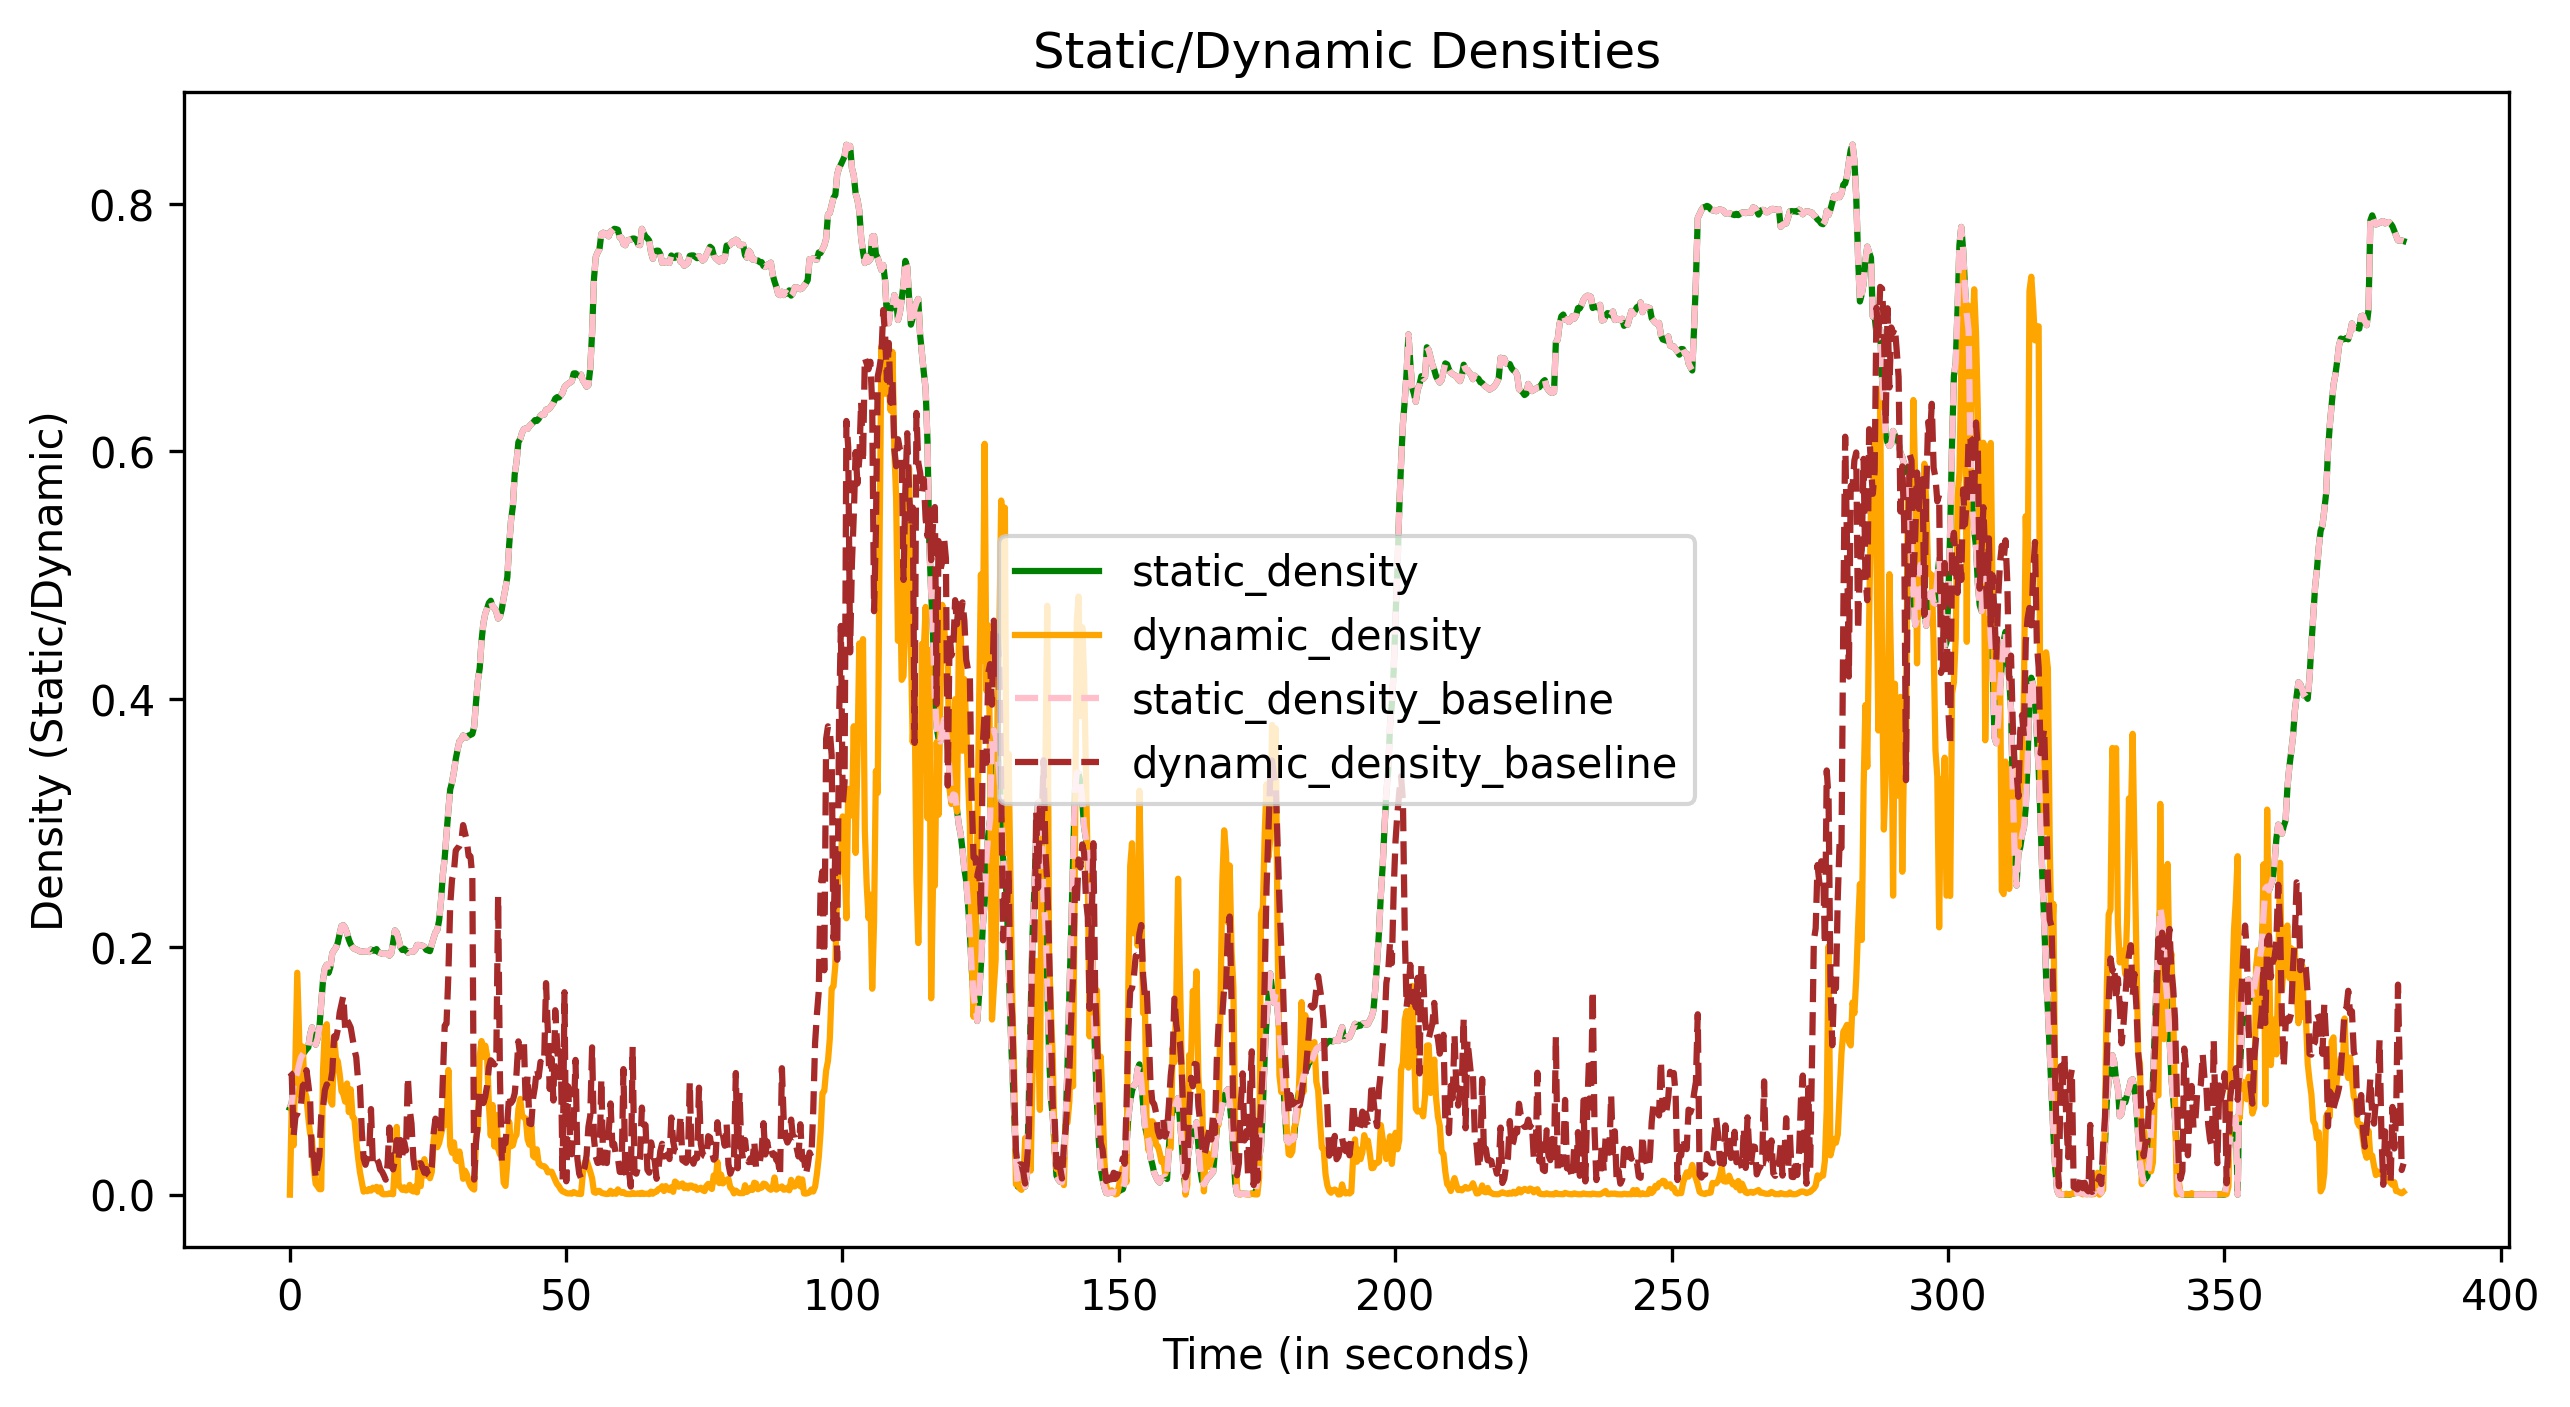 Static/Dynamic Densities
Density (Static/Dynamic)
0.8
0.6
0.4
0.2
0.0
static_density
dynamic_density
static_density_baseline
dynamic_density_baseline
0 50 100 150 200 250 300 350 400
Time (in seconds)